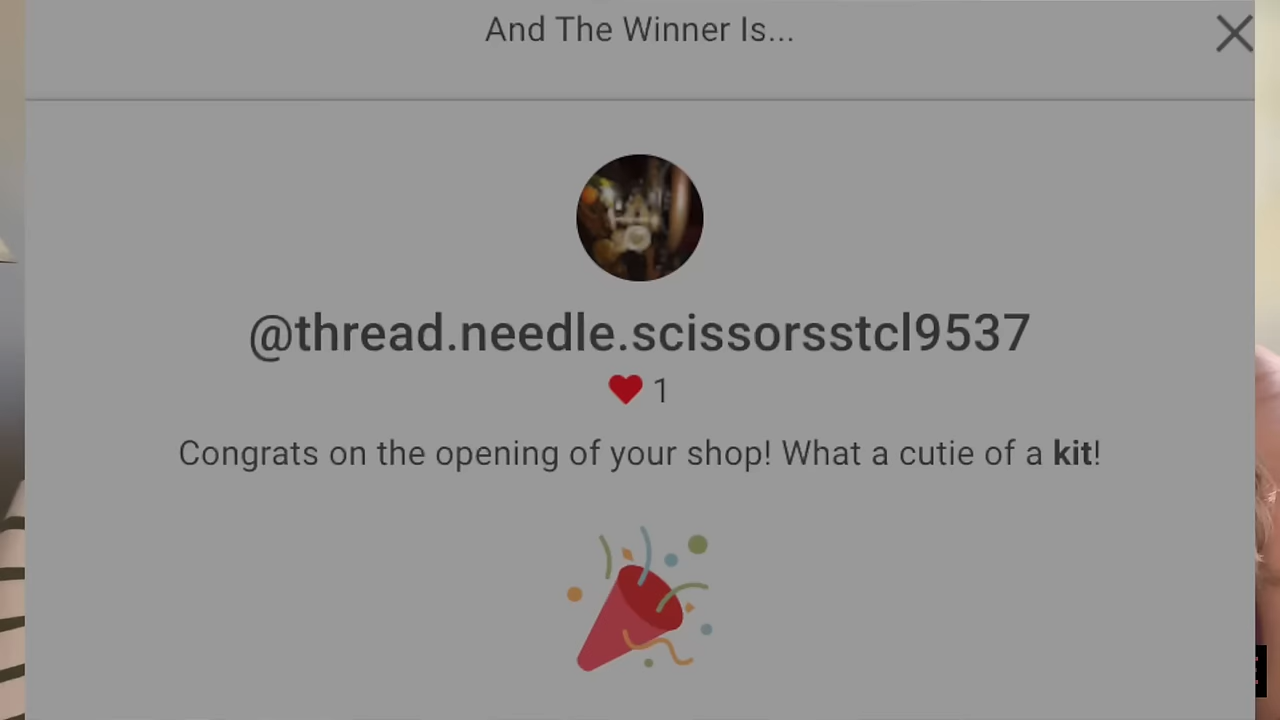 And The Winner Is...
@thread.needle.scissorsstcl9537
1
Congrats on the opening of your shop! What a cutie of a kit!